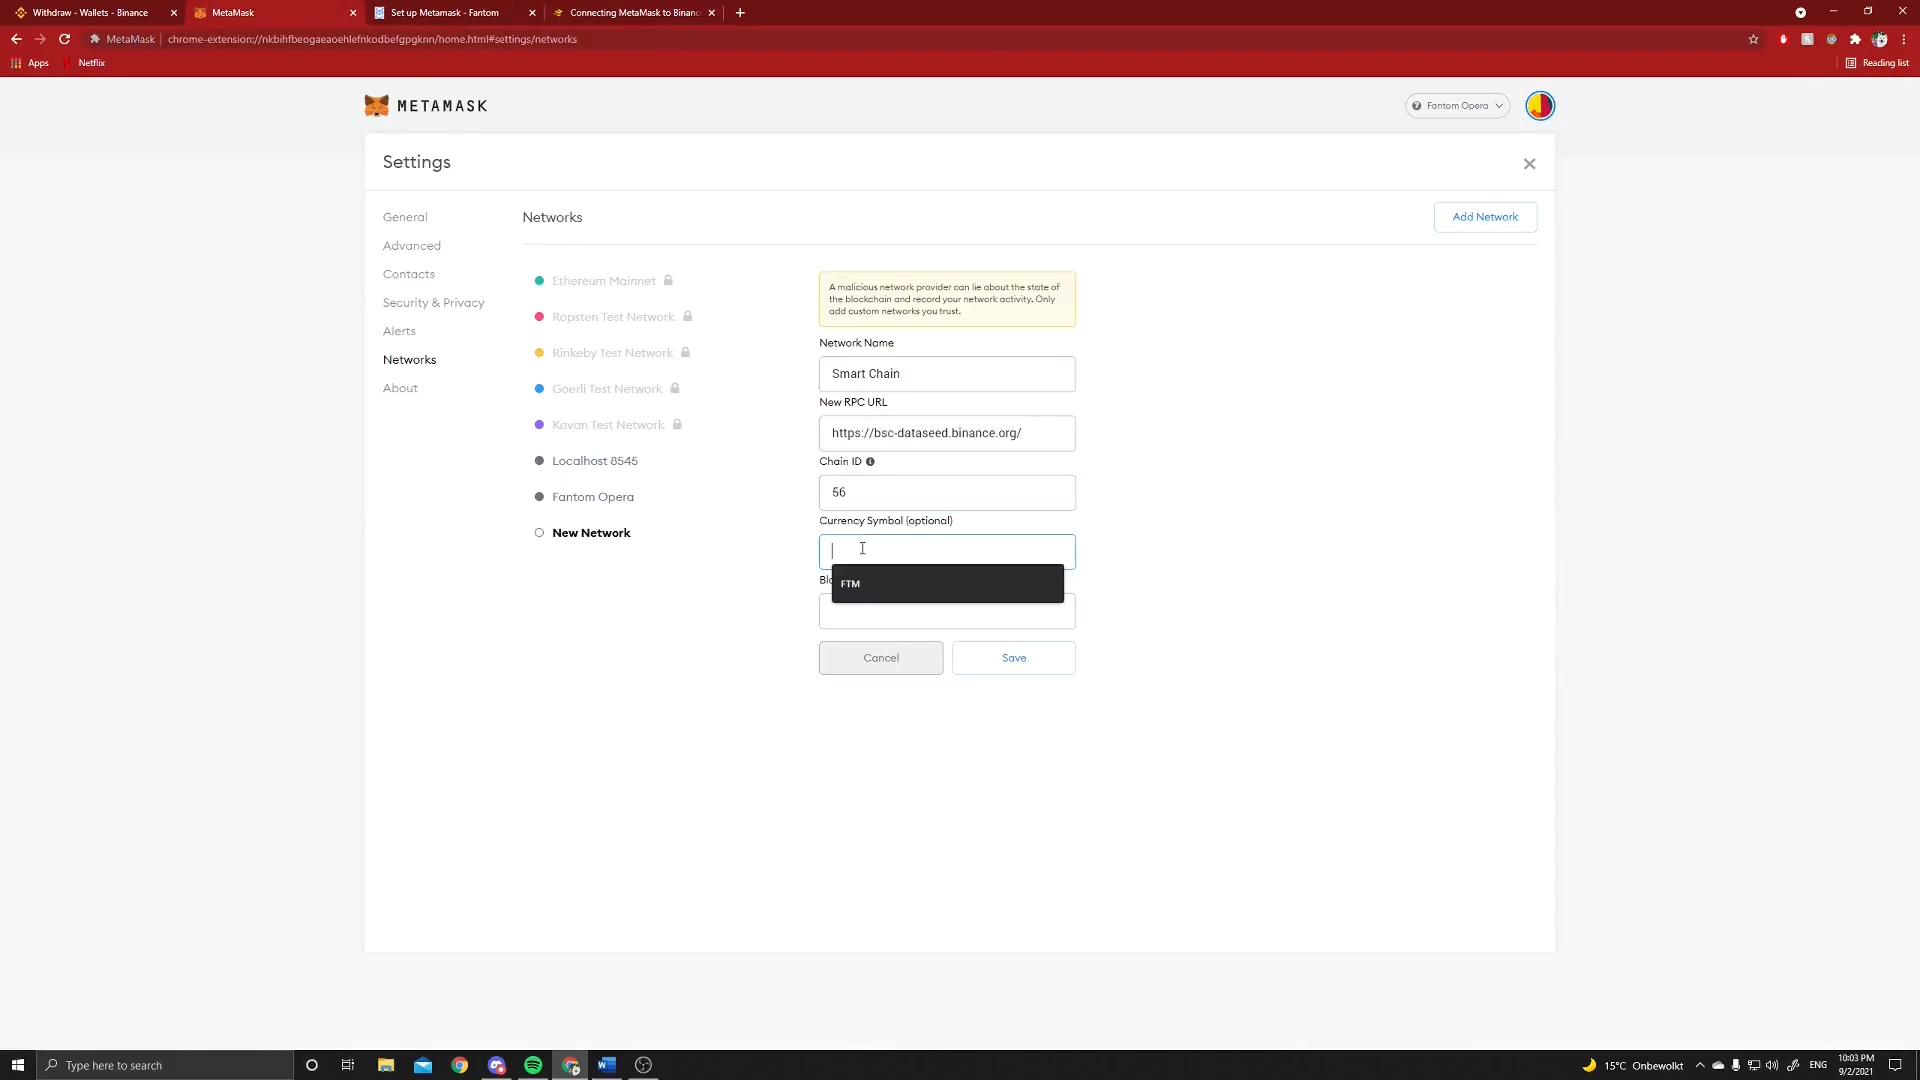 Withdraw - Wallets - Binance
MetaMask
Set up Metamask - Fantom
Connecting MetaMask to Binanc
MetaMask
chrome-extension://nkbihfbeogaeaoehlefnkodbefgpgknn/home.html#settings/networks
Apps
Netflix
Reading list
METAMASK
Fantom Opera
Settings
General
Advanced
Contacts
Security & Privacy
Alerts
Networks
About
Networks
Add Network
Ethereum Mainnet
Ropsten Test Network
Rinkeby Test Network
Goerli Test Network
Kovan Test Network
Localhost 8545
Fantom Opera
New Network
A malicious network provider can lie about the state of
the blockchain and record your network activity. Only
add custom networks you trust.
Network Name
Smart Chain
New RPC URL
https://bsc-dataseed.binance.org/
Chain ID
56
Currency Symbol (optional)
FTM
Blo
Cancel
Save
Type here to search
15°C Onbewolkt
ENG
10:03 PM
9/2/2021